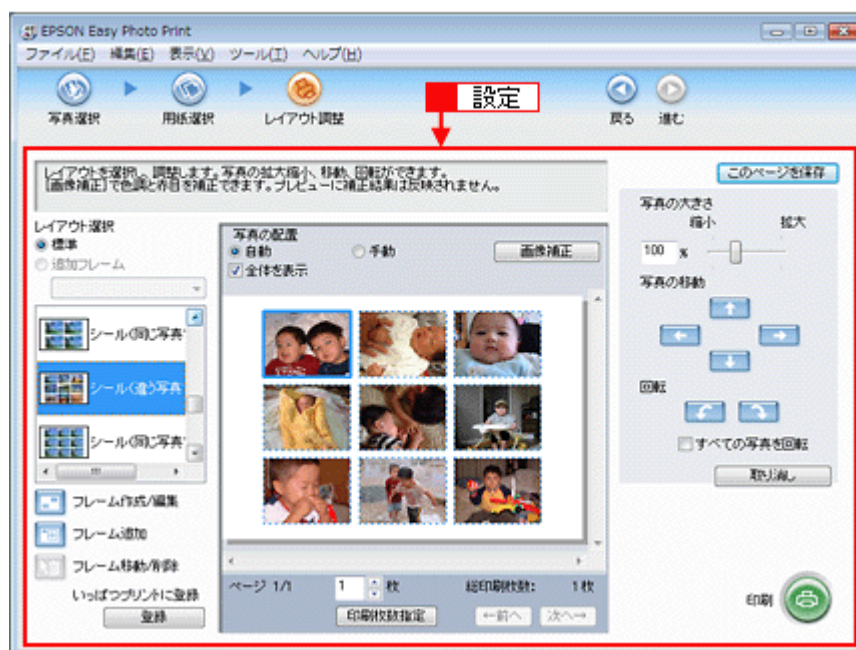 EPSON Easy Photo Print
ファイル(F) 編集(E) 表示(V) ツール(T) ヘルプ(H)
写真選択 用紙選択 レイアウト調整 戻る 進む
設定
レイアウトを選択し、調整します。写真の拡大縮小、移動、回転ができます。
[画像補正]で色調と赤目を補正できます。プレビューに補正結果は反映されません。
このページを保存
レイアウト選択
標準
追加フレーム
シール(同じ写真
シール(違う写真
シール(同じ写真
フレーム作成/編集
フレーム追加
フレーム移動/削除
いっぱつプリントに登録
登録
写真の配置
自動 手動 画像補正
全体を表示
ページ 1/1 1 枚 総印刷枚数: 1 枚
印刷枚数指定 ←前へ 次へ→
写真の大きさ
縮小 拡大
100 %
写真の移動
回転
すべての写真を回転
取り消し
印刷